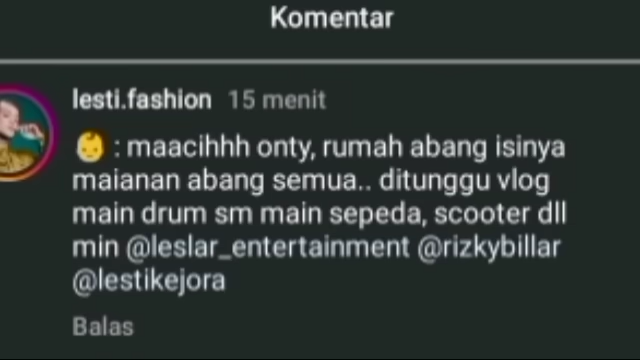 Komentar
lesti.fashion 15 menit
👶 : maacihhh onty, rumah abang isinya
maianan abang semua.. ditunggu vlog
main drum sm main sepeda, scooter dll
min @leslar_entertainment @rizkybillar
@lestikejora
Balas